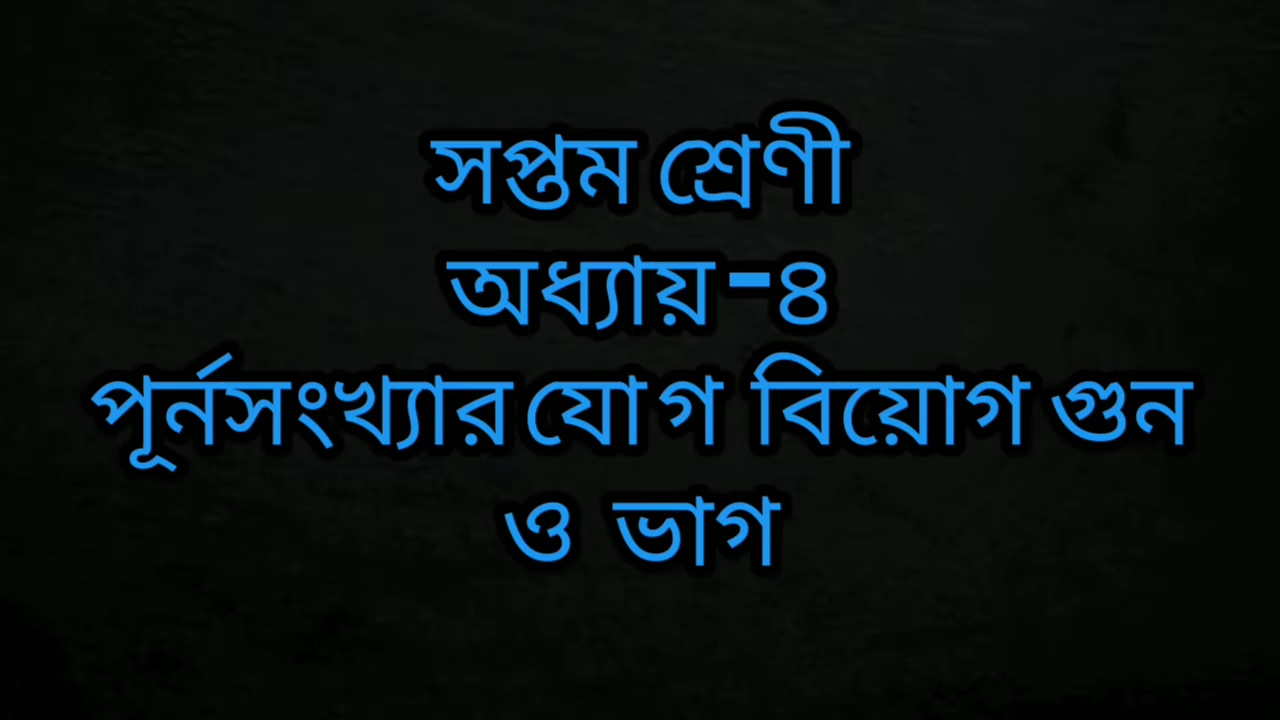 সপ্তম শ্রেণী
অধ্যায় -৪
পূর্নসংখ্যার যোগ বিয়োগ গুন
ও ভাগ